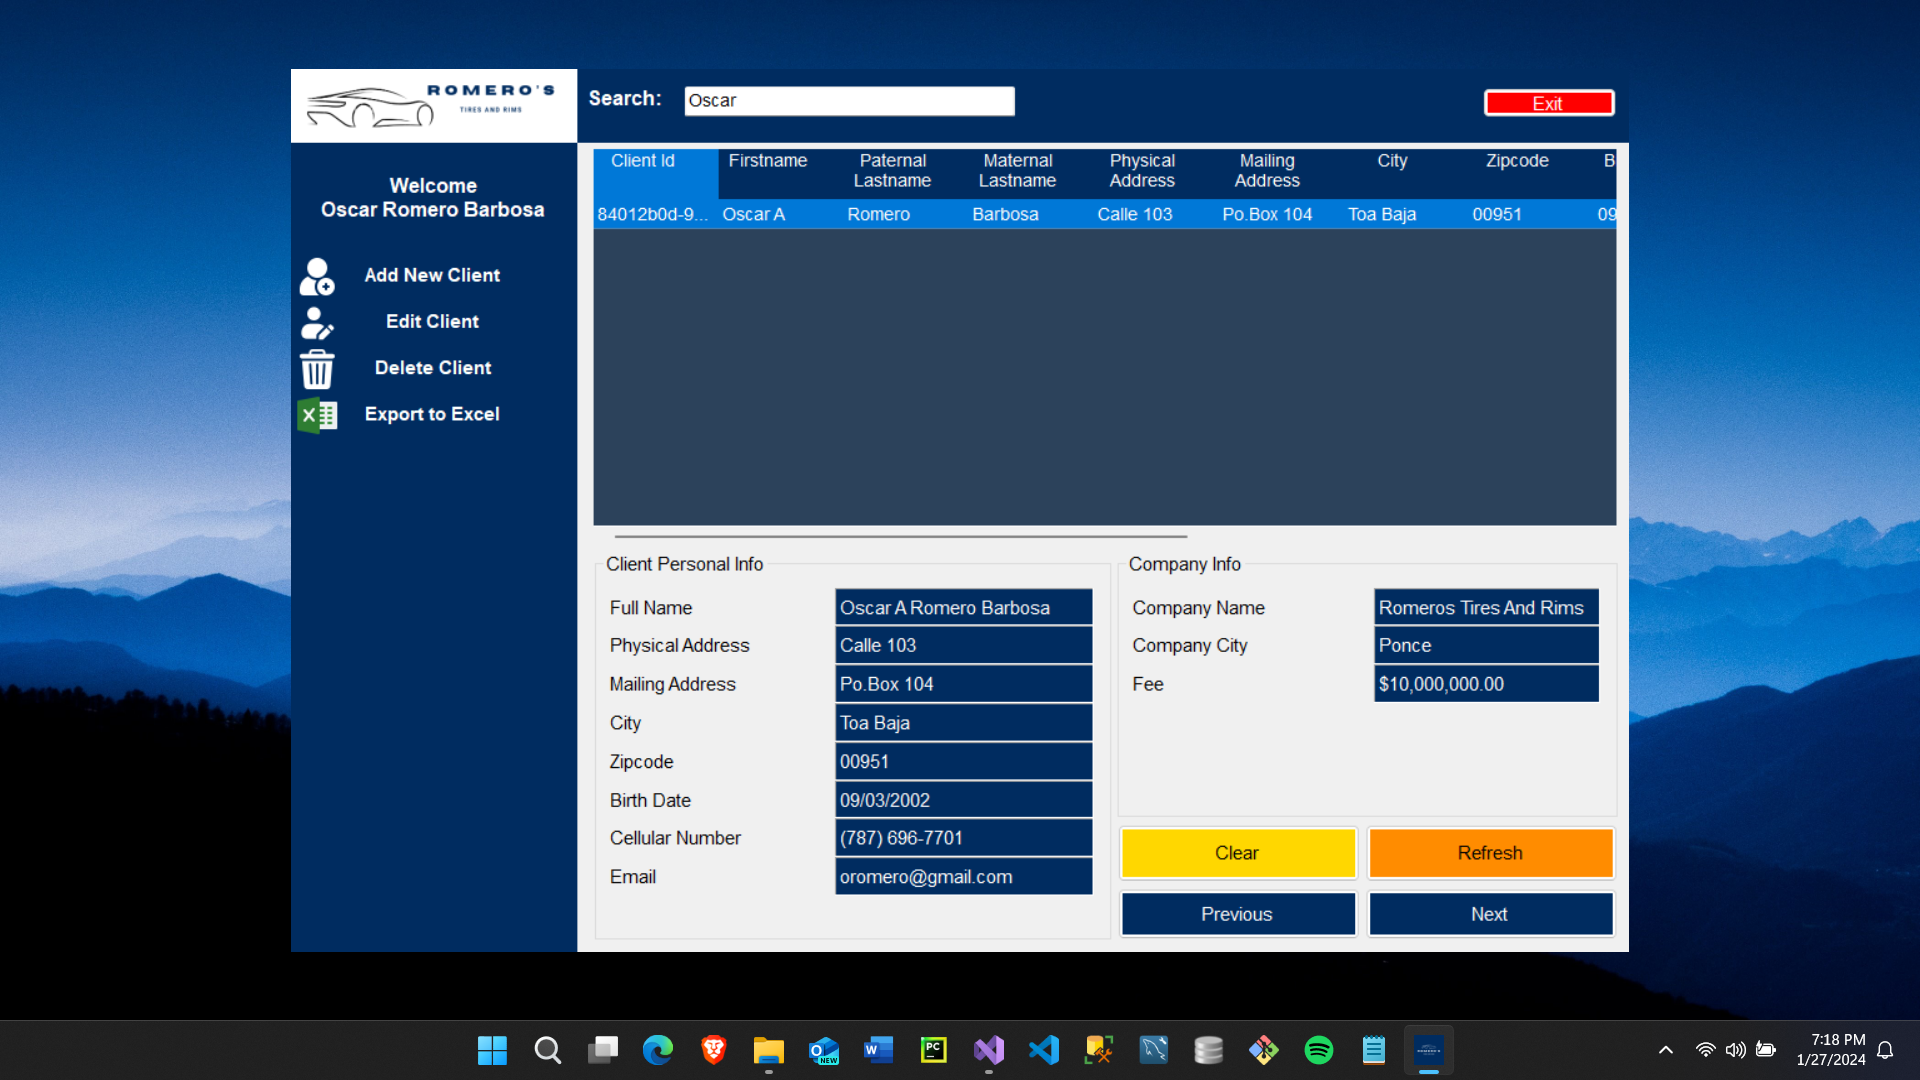 ROMERO'S
TIRES AND RIMS
Search:
Oscar
Exit
Welcome
Oscar Romero Barbosa
Add New Client
Edit Client
Delete Client
Export to Excel
Client Id Firstname Paternal Lastname Maternal Lastname Physical Address Mailing Address City Zipcode B
84012b0d-9... Oscar A Romero Barbosa Calle 103 Po.Box 104 Toa Baja 00951 09
Client Personal Info
Full Name Oscar A Romero Barbosa
Physical Address Calle 103
Mailing Address Po.Box 104
City Toa Baja
Zipcode 00951
Birth Date 09/03/2002
Cellular Number (787) 696-7701
Email oromero@gmail.com
Company Info
Company Name Romeros Tires And Rims
Company City Ponce
Fee $10,000,000.00
Clear
Refresh
Previous
Next
NEW
PC
7:18 PM
1/27/2024